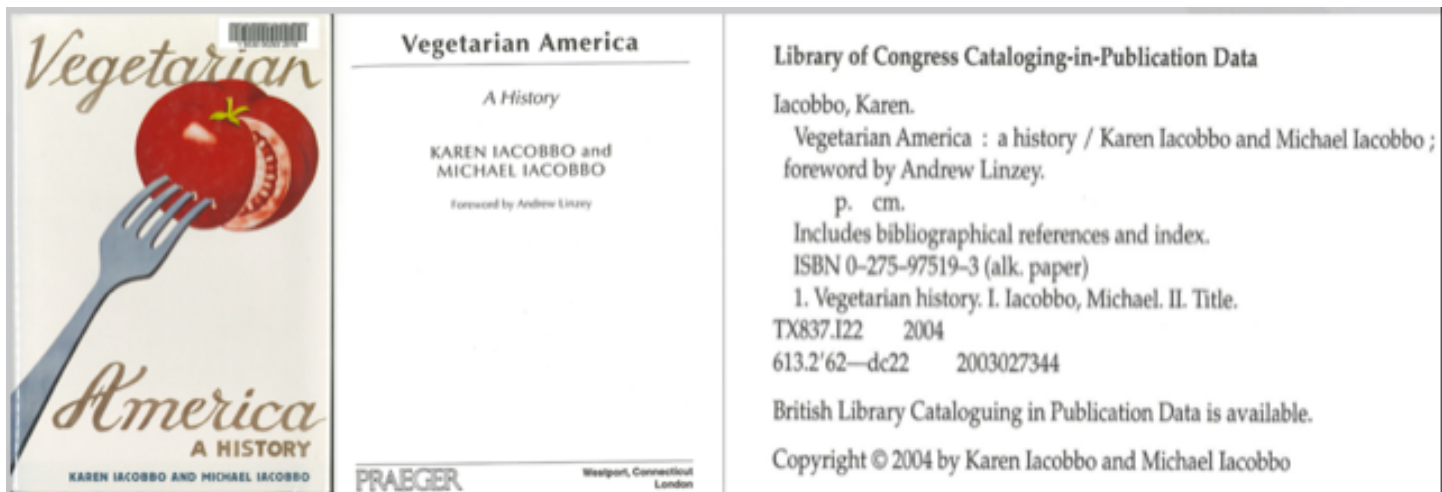 Vegetarian
America
A HISTORY
KAREN IACOBBO AND MICHAEL IACOBBO
Vegetarian America
A History
KAREN IACOBBO and
MICHAEL IACOBBO
Foreword by Andrew Linzey
PRAEGER
Westport, Connecticut
London
Library of Congress Cataloging-in-Publication Data
Iacobbo, Karen.
Vegetarian America : a history / Karen Iacobbo and Michael Iacobbo ;
foreword by Andrew Linzey.
p. cm.
Includes bibliographical references and index.
ISBN 0–275–97519–3 (alk. paper)
1. Vegetarian history. I. Iacobbo, Michael. II. Title.
TX837.I22 2004
613.2'62—dc22 2003027344
British Library Cataloguing in Publication Data is available.
Copyright © 2004 by Karen Iacobbo and Michael Iacobbo